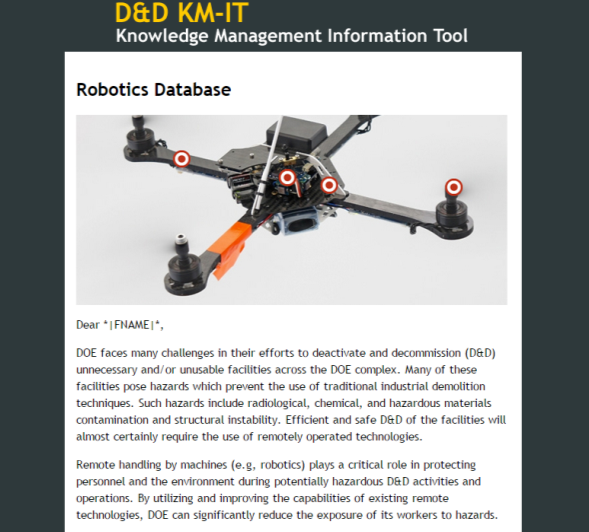 D&D KM-IT
Knowledge Management Information Tool
Robotics Database
Dear *|FNAME|*,
DOE faces many challenges in their efforts to deactivate and decommission (D&D)
unnecessary and/or unusable facilities across the DOE complex. Many of these
facilities pose hazards which prevent the use of traditional industrial demolition
techniques. Such hazards include radiological, chemical, and hazardous materials
contamination and structural instability. Efficient and safe D&D of the facilities will
almost certainly require the use of remotely operated technologies.
Remote handling by machines (e.g, robotics) plays a critical role in protecting
personnel and the environment during potentially hazardous D&D activities and
operations. By utilizing and improving the capabilities of existing remote
technologies, DOE can significantly reduce the exposure of its workers to hazards.